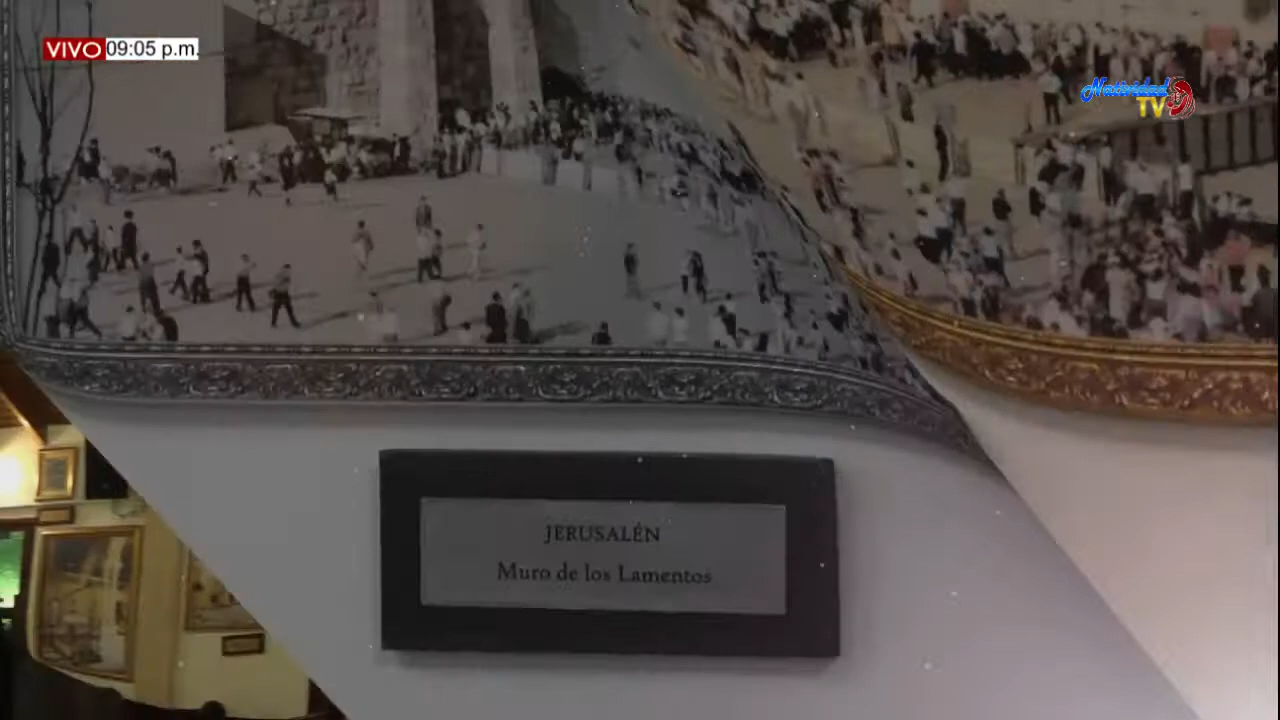 VIVO 09:05 p.m.
Natividad
TV
JERUSALÉN
Muro de los Lamentos